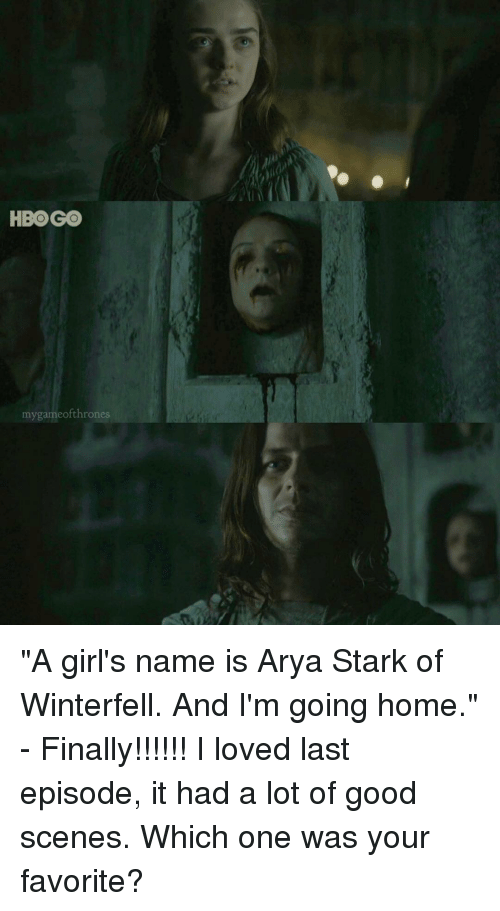 HBO GO
mygameofthrones
"A girl's name is Arya Stark of
Winterfell. And I'm going home."
- Finally!!!!!! I loved last
episode, it had a lot of good
scenes. Which one was your
favorite?